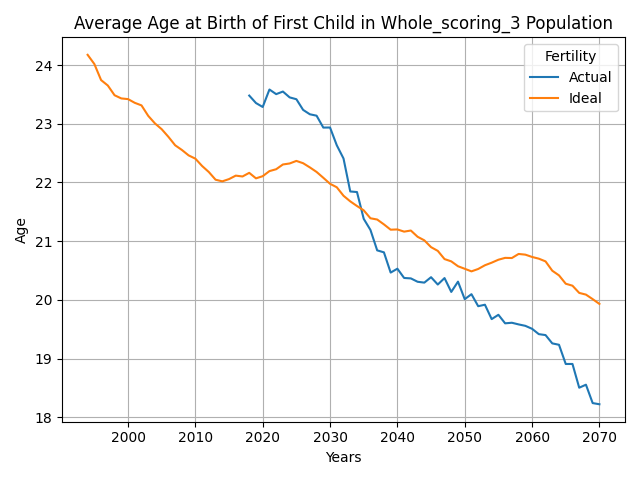 Average Age at Birth of First Child in Whole_scoring_3 Population
Fertility
Actual
Ideal
24
23
22
21
20
19
18
Age
2000
2010
2020
2030
2040
2050
2060
2070
Years